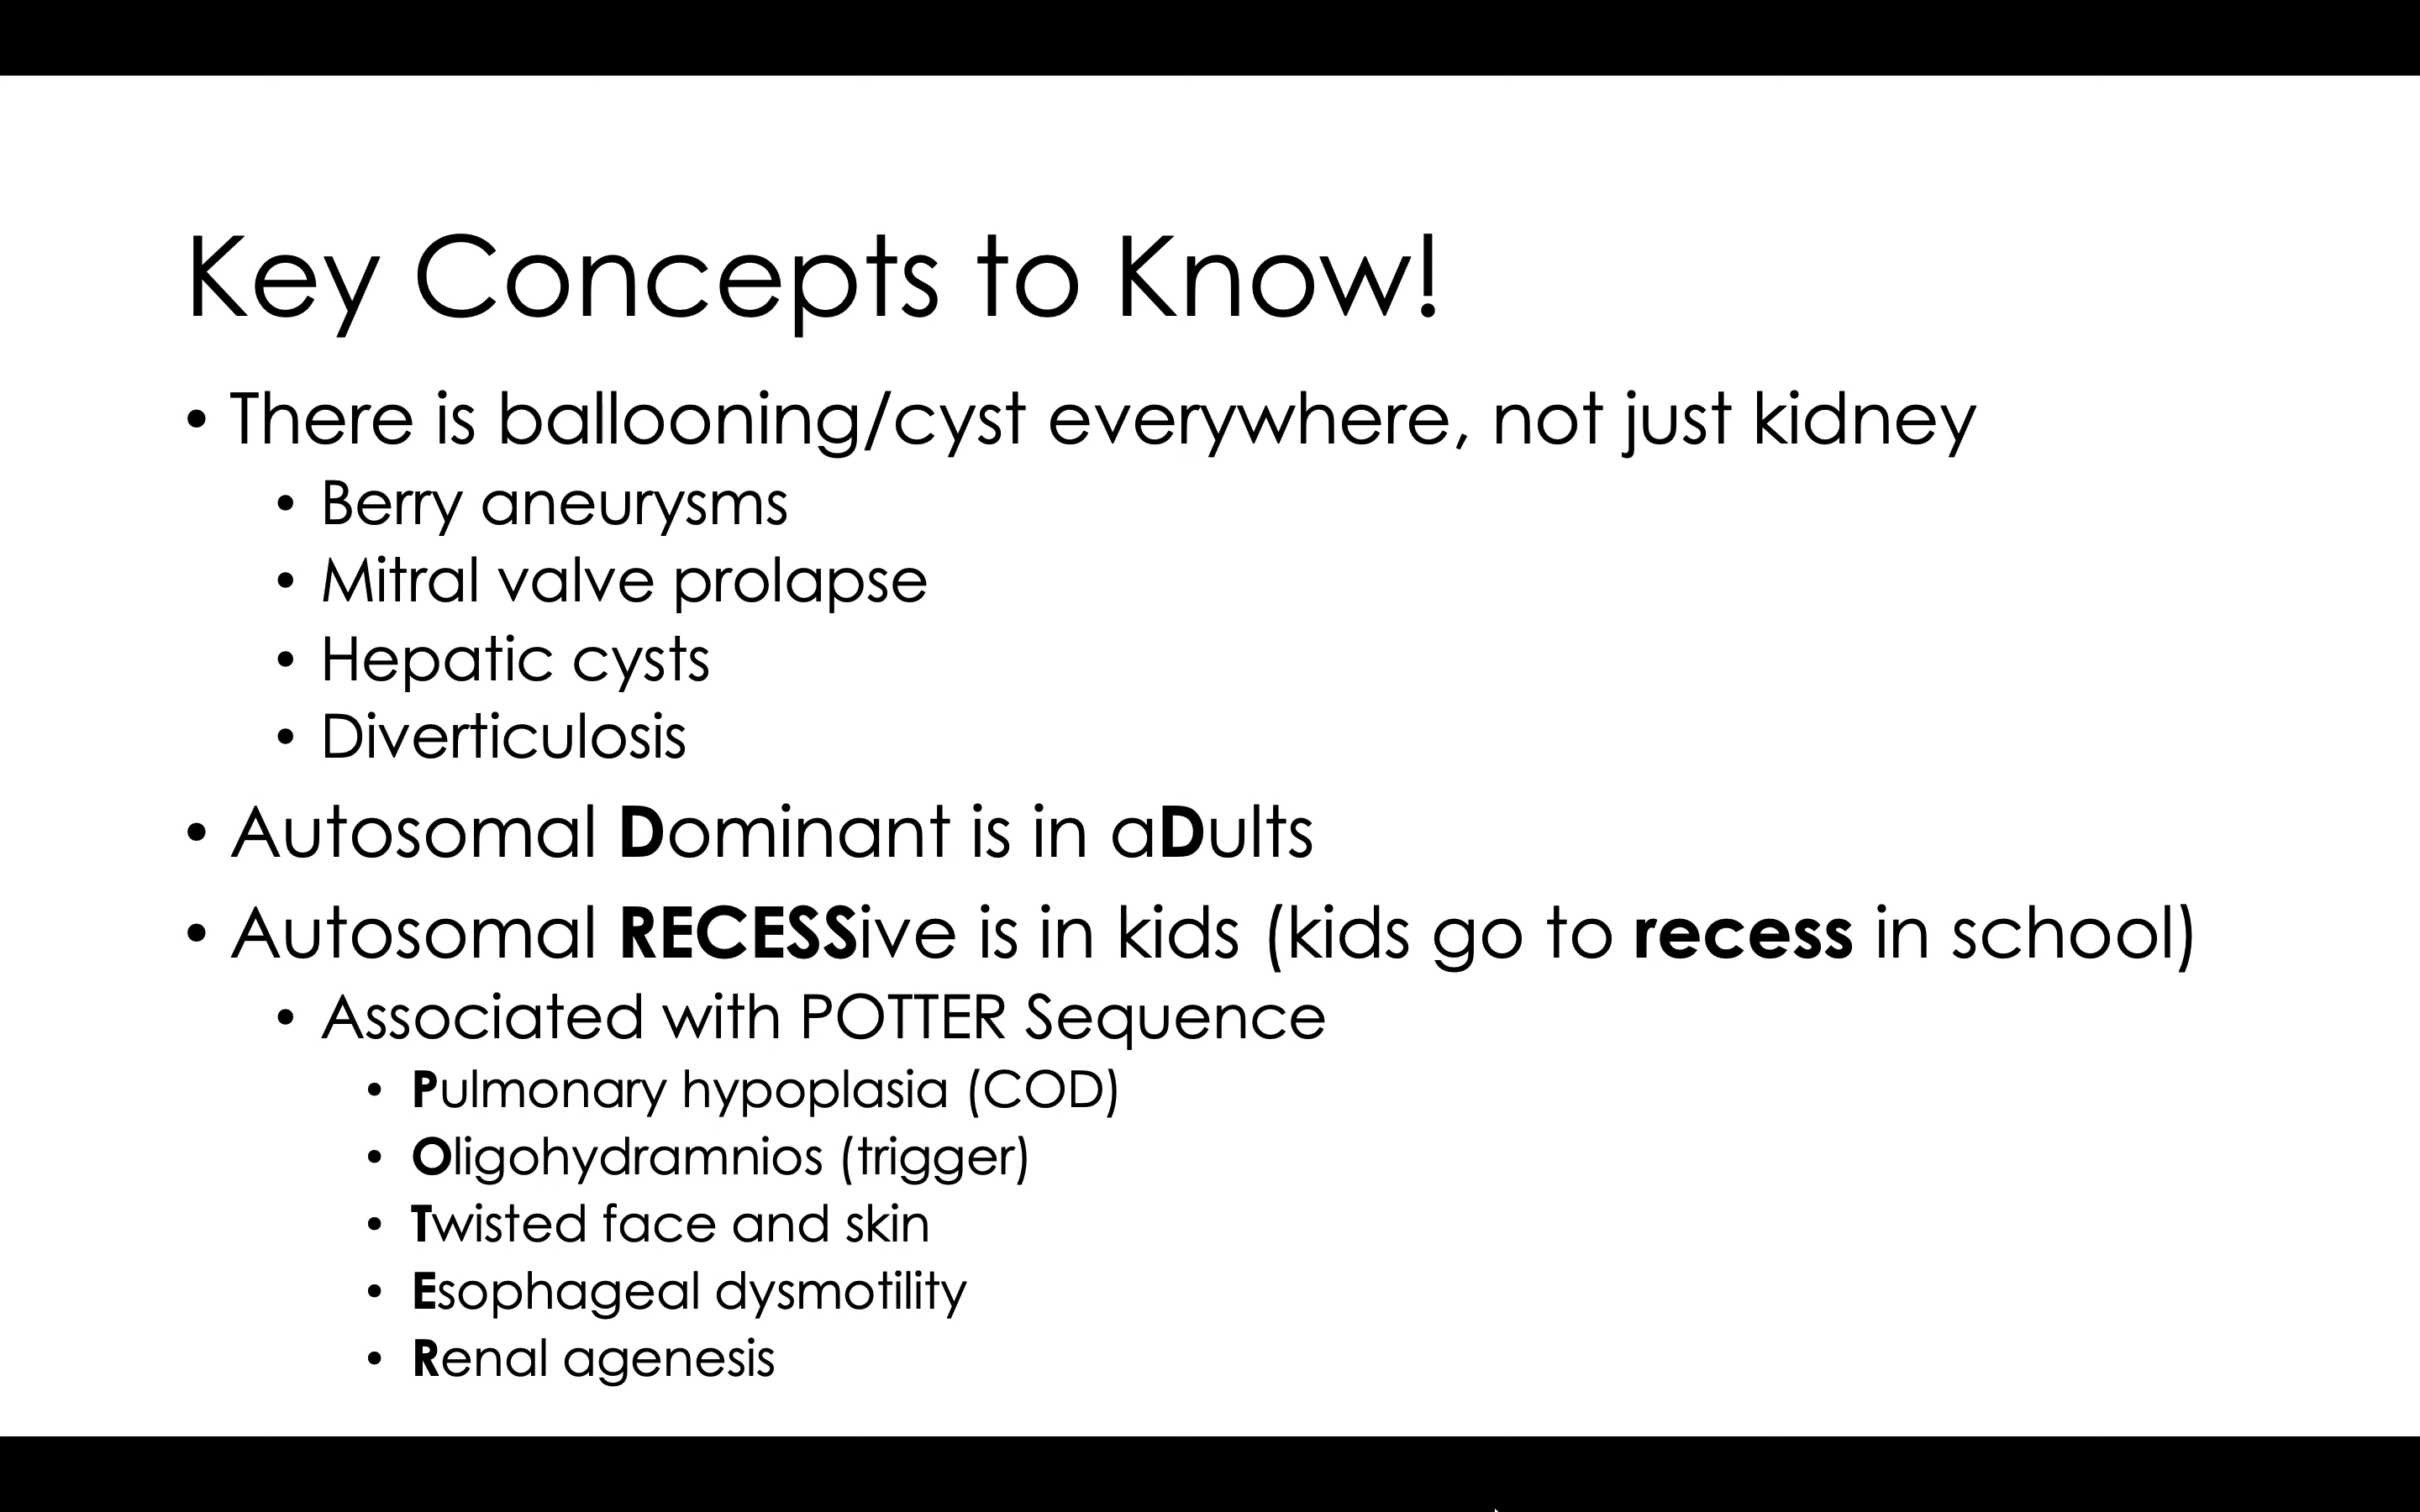 Key Concepts to Know!
• There is ballooning/cyst everywhere, not just kidney
• Berry aneurysms
• Mitral valve prolapse
• Hepatic cysts
• Diverticulosis
• Autosomal Dominant is in aDults
• Autosomal RECESSive is in kids (kids go to recess in school)
• Associated with POTTER Sequence
• Pulmonary hypoplasia (COD)
• Oligohydramnios (trigger)
• Twisted face and skin
• Esophageal dysmotility
• Renal agenesis